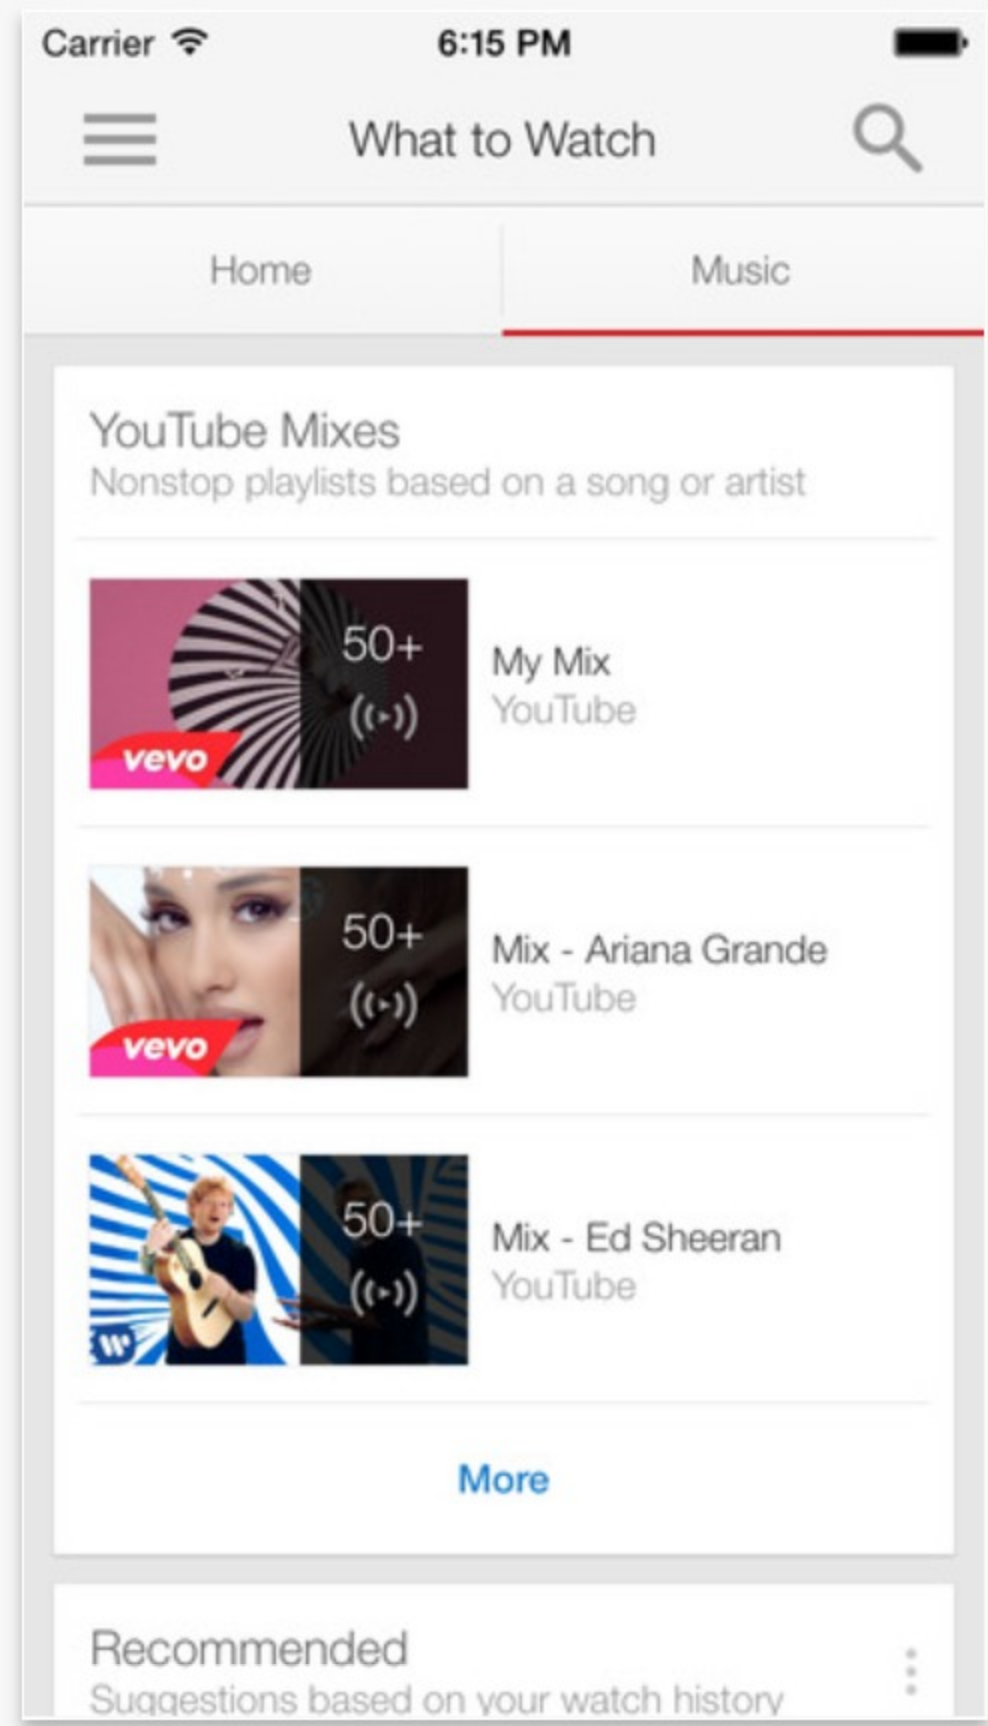 Carrier 6:15 PM
What to Watch
Home Music
YouTube Mixes
Nonstop playlists based on a song or artist
50+
My Mix
YouTube
vevo
50+
Mix - Ariana Grande
YouTube
vevo
50+
Mix - Ed Sheeran
YouTube
More
Recommended
Suggestions based on your watch history